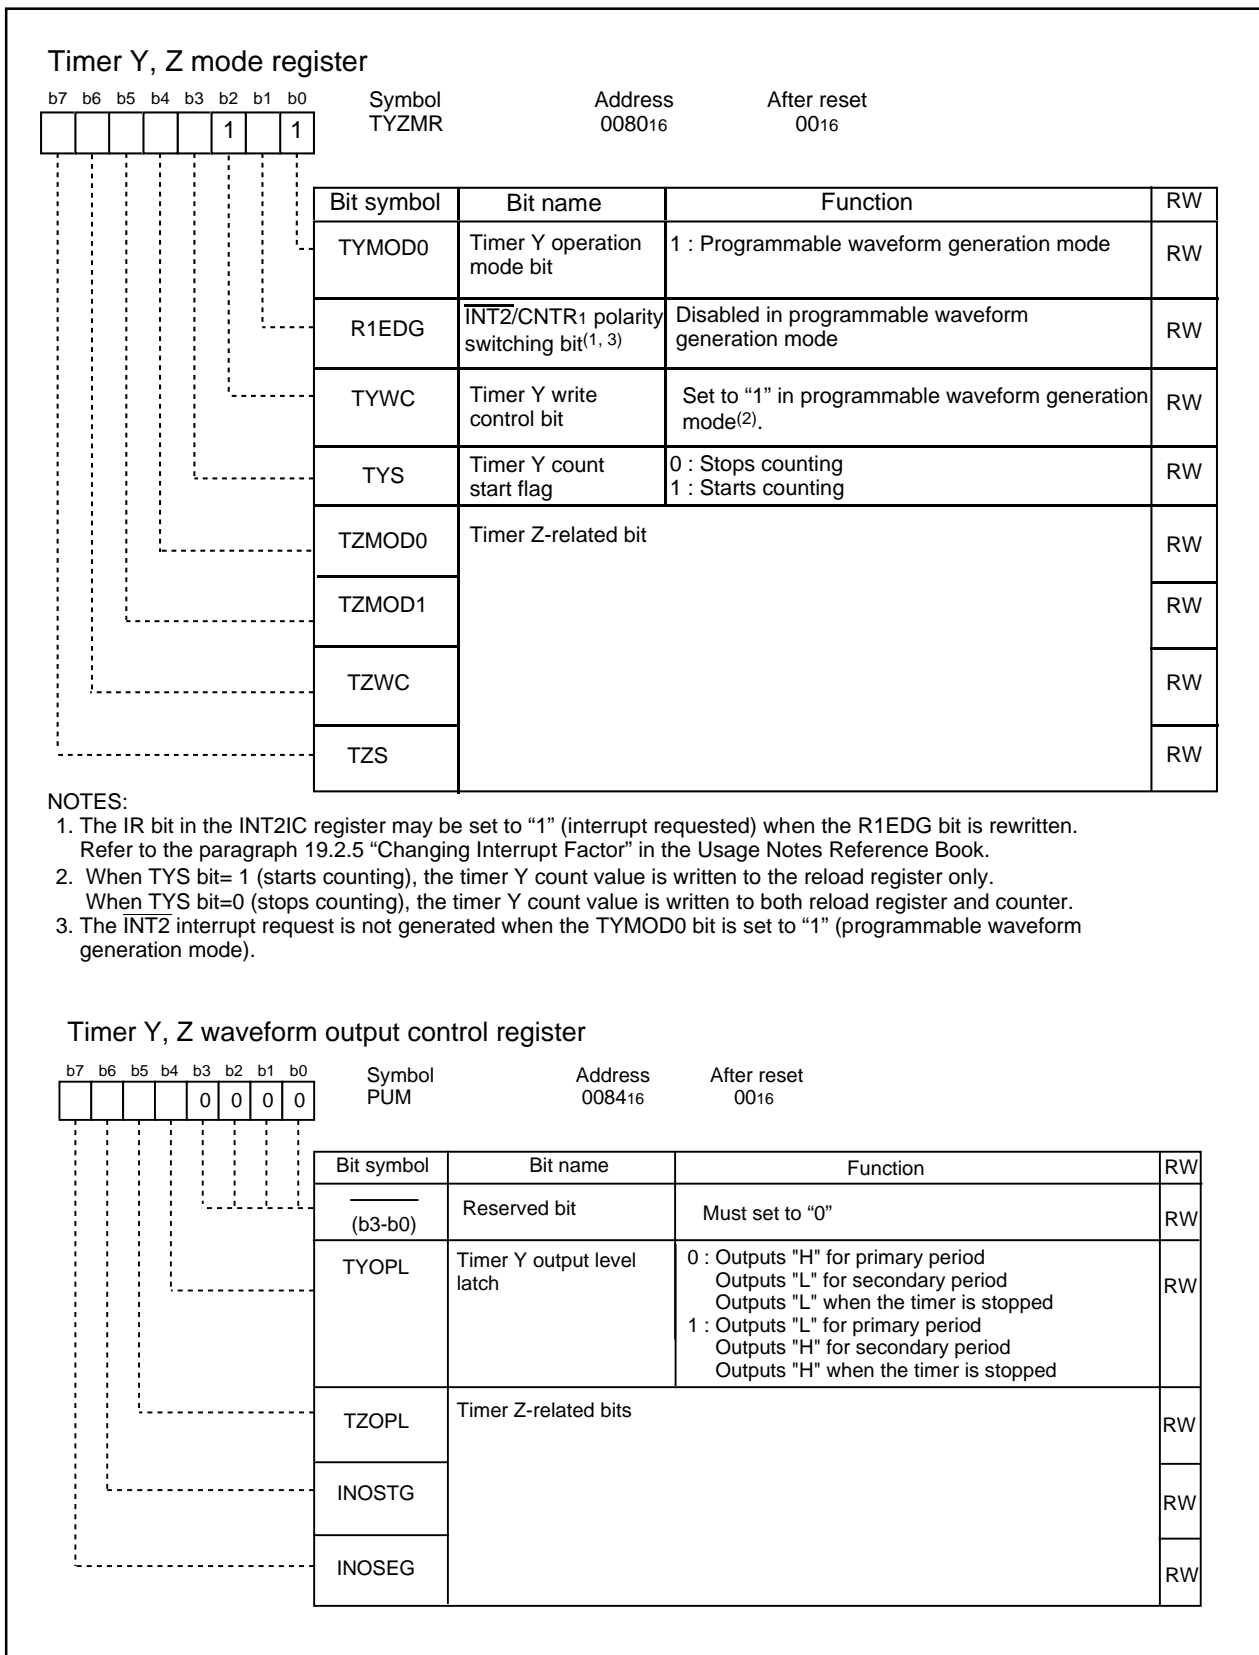 Timer Y, Z mode register
b7 b6 b5 b4 b3 b2 b1 b0
Symbol Address After reset
TYZMR 008016 0016
1 1
Bit symbol Bit name Function RW
TYMOD0 Timer Y operation mode bit 1 : Programmable waveform generation mode RW
R1EDG INT2/CNTR1 polarity switching bit(1, 3) Disabled in programmable waveform generation mode RW
TYWC Timer Y write control bit Set to “1” in programmable waveform generation mode(2). RW
TYS Timer Y count start flag 0 : Stops counting
1 : Starts counting RW
TZMOD0 Timer Z-related bit RW
TZMOD1 RW
TZWC RW
TZS RW
NOTES:
1. The IR bit in the INT2IC register may be set to “1” (interrupt requested) when the R1EDG bit is rewritten.
Refer to the paragraph 19.2.5 “Changing Interrupt Factor” in the Usage Notes Reference Book.
2. When TYS bit= 1 (starts counting), the timer Y count value is written to the reload register only.
When TYS bit=0 (stops counting), the timer Y count value is written to both reload register and counter.
3. The INT2 interrupt request is not generated when the TYMOD0 bit is set to “1” (programmable waveform
generation mode).
Timer Y, Z waveform output control register
b7 b6 b5 b4 b3 b2 b1 b0
Symbol Address After reset
PUM 008416 0016
0 0 0 0
Bit symbol Bit name Function RW
(b3-b0) Reserved bit Must set to “0” RW
TYOPL Timer Y output level latch 0 : Outputs "H" for primary period
Outputs "L" for secondary period
Outputs "L" when the timer is stopped
1 : Outputs "L" for primary period
Outputs "H" for secondary period
Outputs "H" when the timer is stopped RW
TZOPL Timer Z-related bits RW
INOSTG RW
INOSEG RW